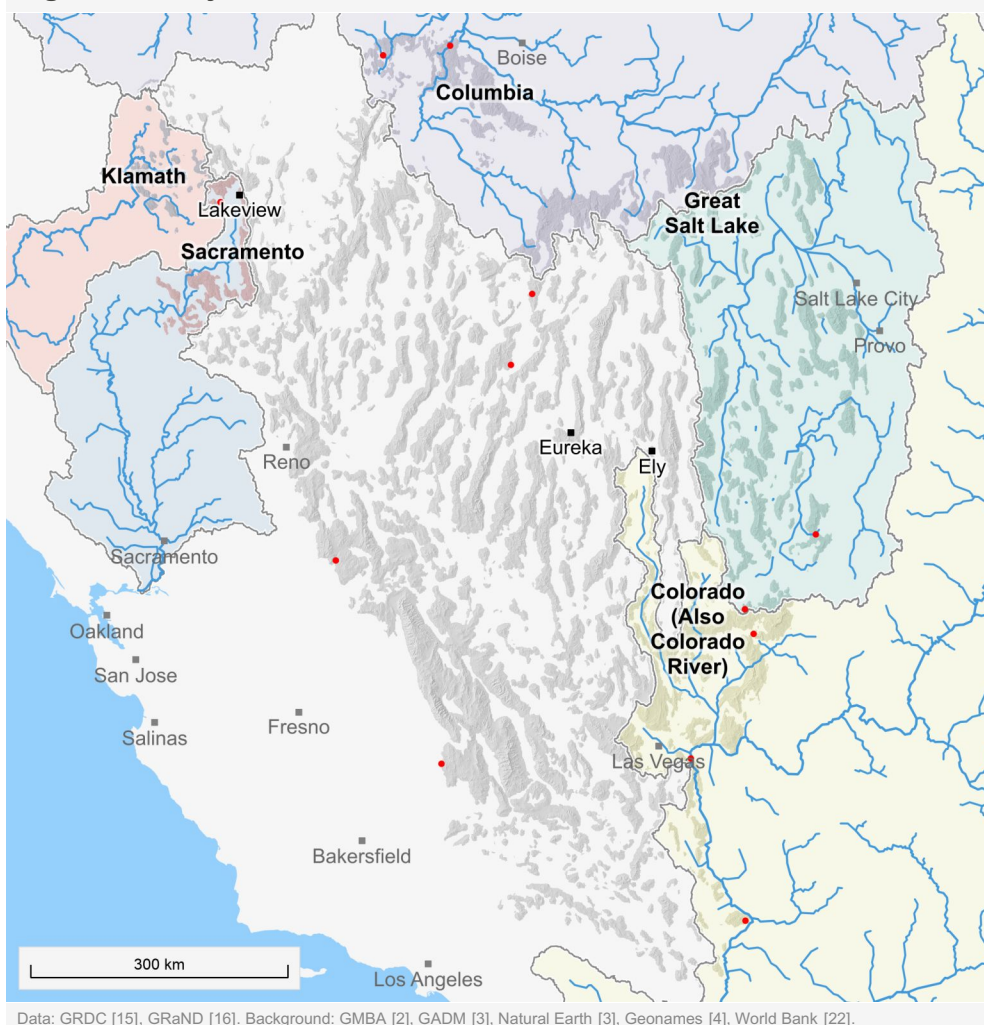 Boise
Columbia
Klamath
Lakeview
Great
Salt Lake
Sacramento
Salt Lake City
Provo
Eureka
Reno
Ely
Sacramento
Colorado
(Also
Colorado
River)
Oakland
San Jose
Salinas
Fresno
Las Vegas
Bakersfield
300 km
Los Angeles
Data: GRDC [15], GRanD [16]. Background: GMBA [2], GADM [3], Natural Earth [3], Geonames [4], World Bank [22].